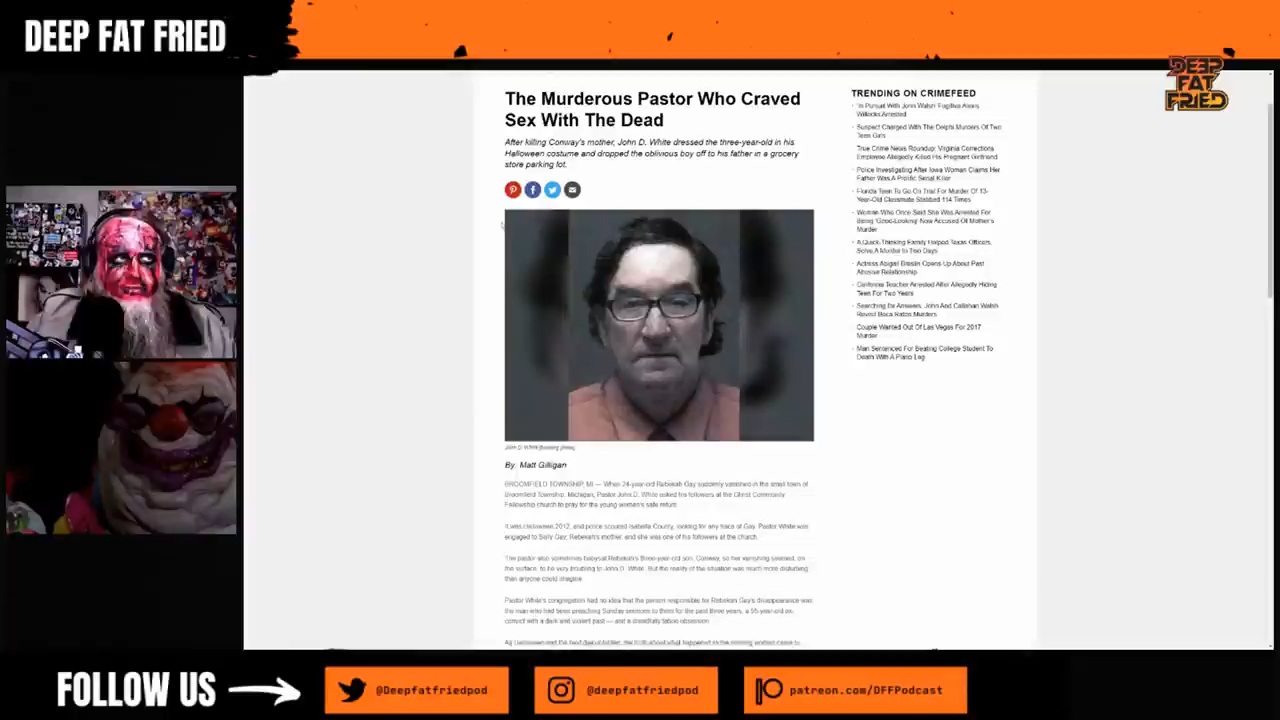 DEEP FAT FRIED
DEEP
FAT
FRIED
The Murderous Pastor Who Craved
Sex With The Dead
After killing Conway's mother, John D. White dressed the three-year-old in his
Halloween costume and dropped the oblivious boy off to his father in a grocery
store parking lot.
By: Matt Gilligan
BROOMFIELD TOWNSHIP, MI — When 24-year-old Rebekah Gay suddenly vanished in the small town of
Broomfield Township, Michigan, Pastor John D. White asked his followers at the Christ Community
Fellowship church to pray for the young women's safe return.
It was Halloween 2012, and police scoured Isabella County, looking for any trace of Gay. Pastor White was
engaged to Sally Gay, Rebekah's mother, and she was one of his followers at the church.
The pastor also sometimes babysat Rebekah's three-year-old son, Conway, so her vanishing seemed, on
the surface, to be very troubling to John D. White. But the reality of the situation was much more disturbing
than anyone could imagine.
Pastor White's congregation had no idea that the person responsible for Rebekah Gay's disappearance was
the man who had been preaching Sunday sermons to them for the past three years, a 55-year-old ex-
convict with a dark and violent past — and a dreadfully taboo obsession.
TRENDING ON CRIMEFEED
'In Pursuit With John Walsh' Fugitive Alexis
Arrested
Suspect Charged With The Delphi Murders Of Two
Teen Girls
True Crime News Roundup: Virginia Corrections
Employee Allegedly Killed His Pregnant Girlfriend
Police Investigating After Iowa Woman Claims Her
Father Was A Prolific Serial Killer
Florida Teen To Go On Trial For Murder Of 13-
Year-Old Classmate Stabbed 114 Times
Woman Who Once Said She Was Arrested For
Being 'Good-Looking' Now Accused Of Mother's
Murder
A Quick-Thinking Family Helped Texas Officers
Solve A Murder In Two Days
Actress Abigail Breslin Opens Up About Past
Abusive Relationship
California Teacher Arrested After Allegedly Hiding
Teen For Two Years
Searching for Answers: John And Callahan Walsh
Revisit Boca Raton Murders
Couple Wanted Out Of Las Vegas For 2017
Murder
Man Sentenced For Beating College Student To
Death With A Piano Leg
FOLLOW US
@Deepfatfriedpod
@deepfatfriedpod
patreon.com/DFFPodcast